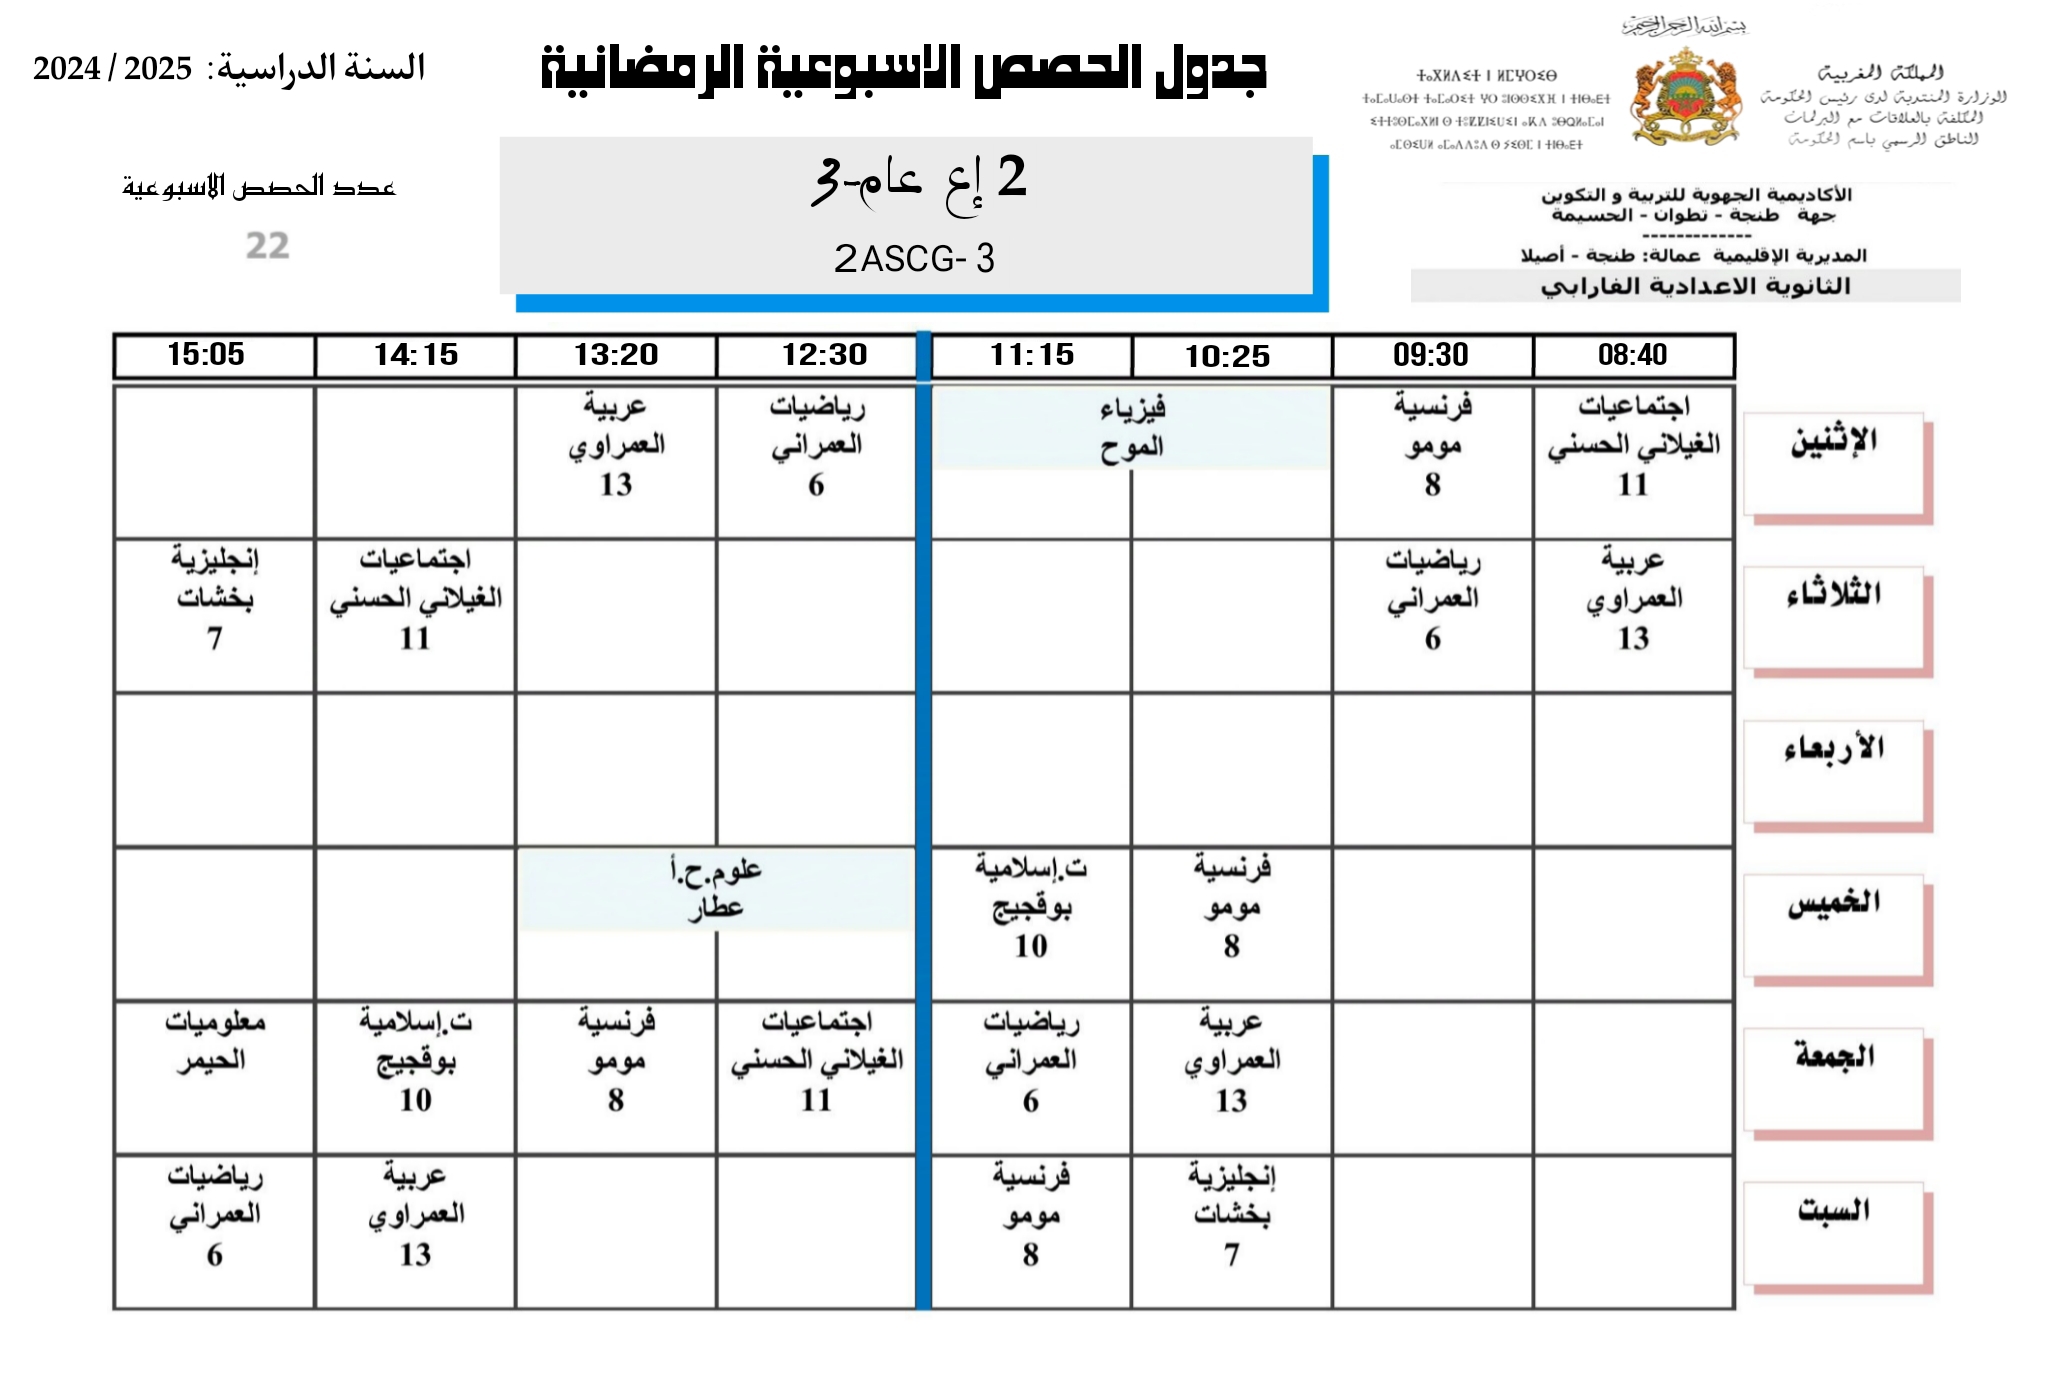 بسم الله الرحمن الرحيم
المملكة المغربية
الوزارة المنتدبة لدى رئيس الحكومة
المكلفة بالعلاقات مع البرلمان
الناطق الرسمي باسم الحكومة
ⵜⴰⴳⵍⴷⵉⵜ ⵏ ⵍⵎⵖⵔⵉⴱ
الأكاديمية الجهوية للتربية و التكوين
جهة طنجة - تطوان - الحسيمة
-------------
المديرية الإقليمية عمالة: طنجة - أصيلا
الثانوية الاعدادية الفارابي
جدول الحصص الاسبوعية الرمضانية
2 إع عام-3
2ASCG- 3
السنة الدراسية: 2025 / 2024
عدد الحصص الاسبوعية
22
08:40 09:30 10:25 11:15 12:30 13:20 14:15 15:05
الإثنين
اجتماعيات
الغيلاني الحسني
11
فرنسية
مومو
8
فيزياء
الموح
رياضيات
العمراني
6
عربية
العمراوي
13
الثلاثاء
عربية
العمراوي
13
رياضيات
العمراني
6
اجتماعيات
الغيلاني الحسني
11
إنجليزية
بخشات
7
الأربعاء
الخميس
فرنسية
مومو
8
ت.إسلامية
بوقجيج
10
علوم.ح.أ
عطار
الجمعة
عربية
العمراوي
13
رياضيات
العمراني
6
اجتماعيات
الغيلاني الحسني
11
فرنسية
مومو
8
ت.إسلامية
بوقجيج
10
معلوميات
الحيمر
السبت
إنجليزية
بخشات
7
فرنسية
مومو
8
عربية
العمراوي
13
رياضيات
العمراني
6